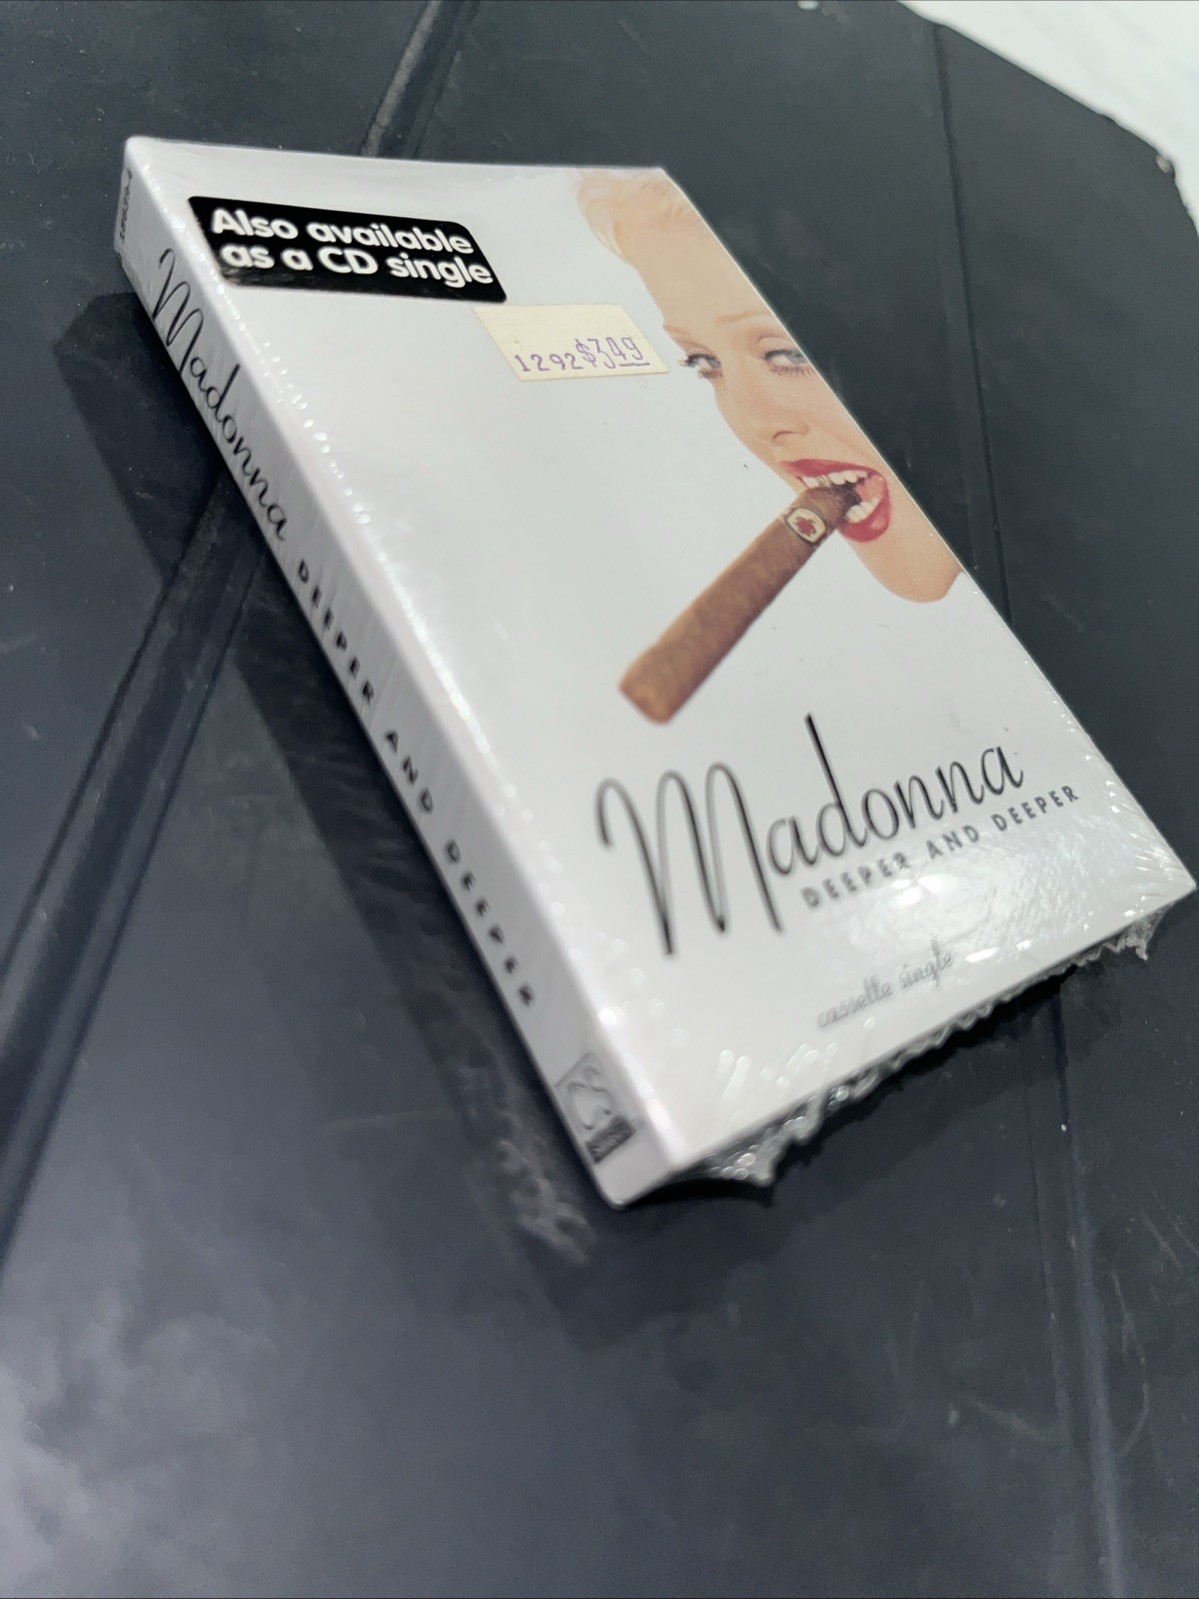 Also available
as a CD single
1292 $3.49
Madonna
DEEPER AND DEEPER
cassette single
Madonna DEEPER AND DEEPER